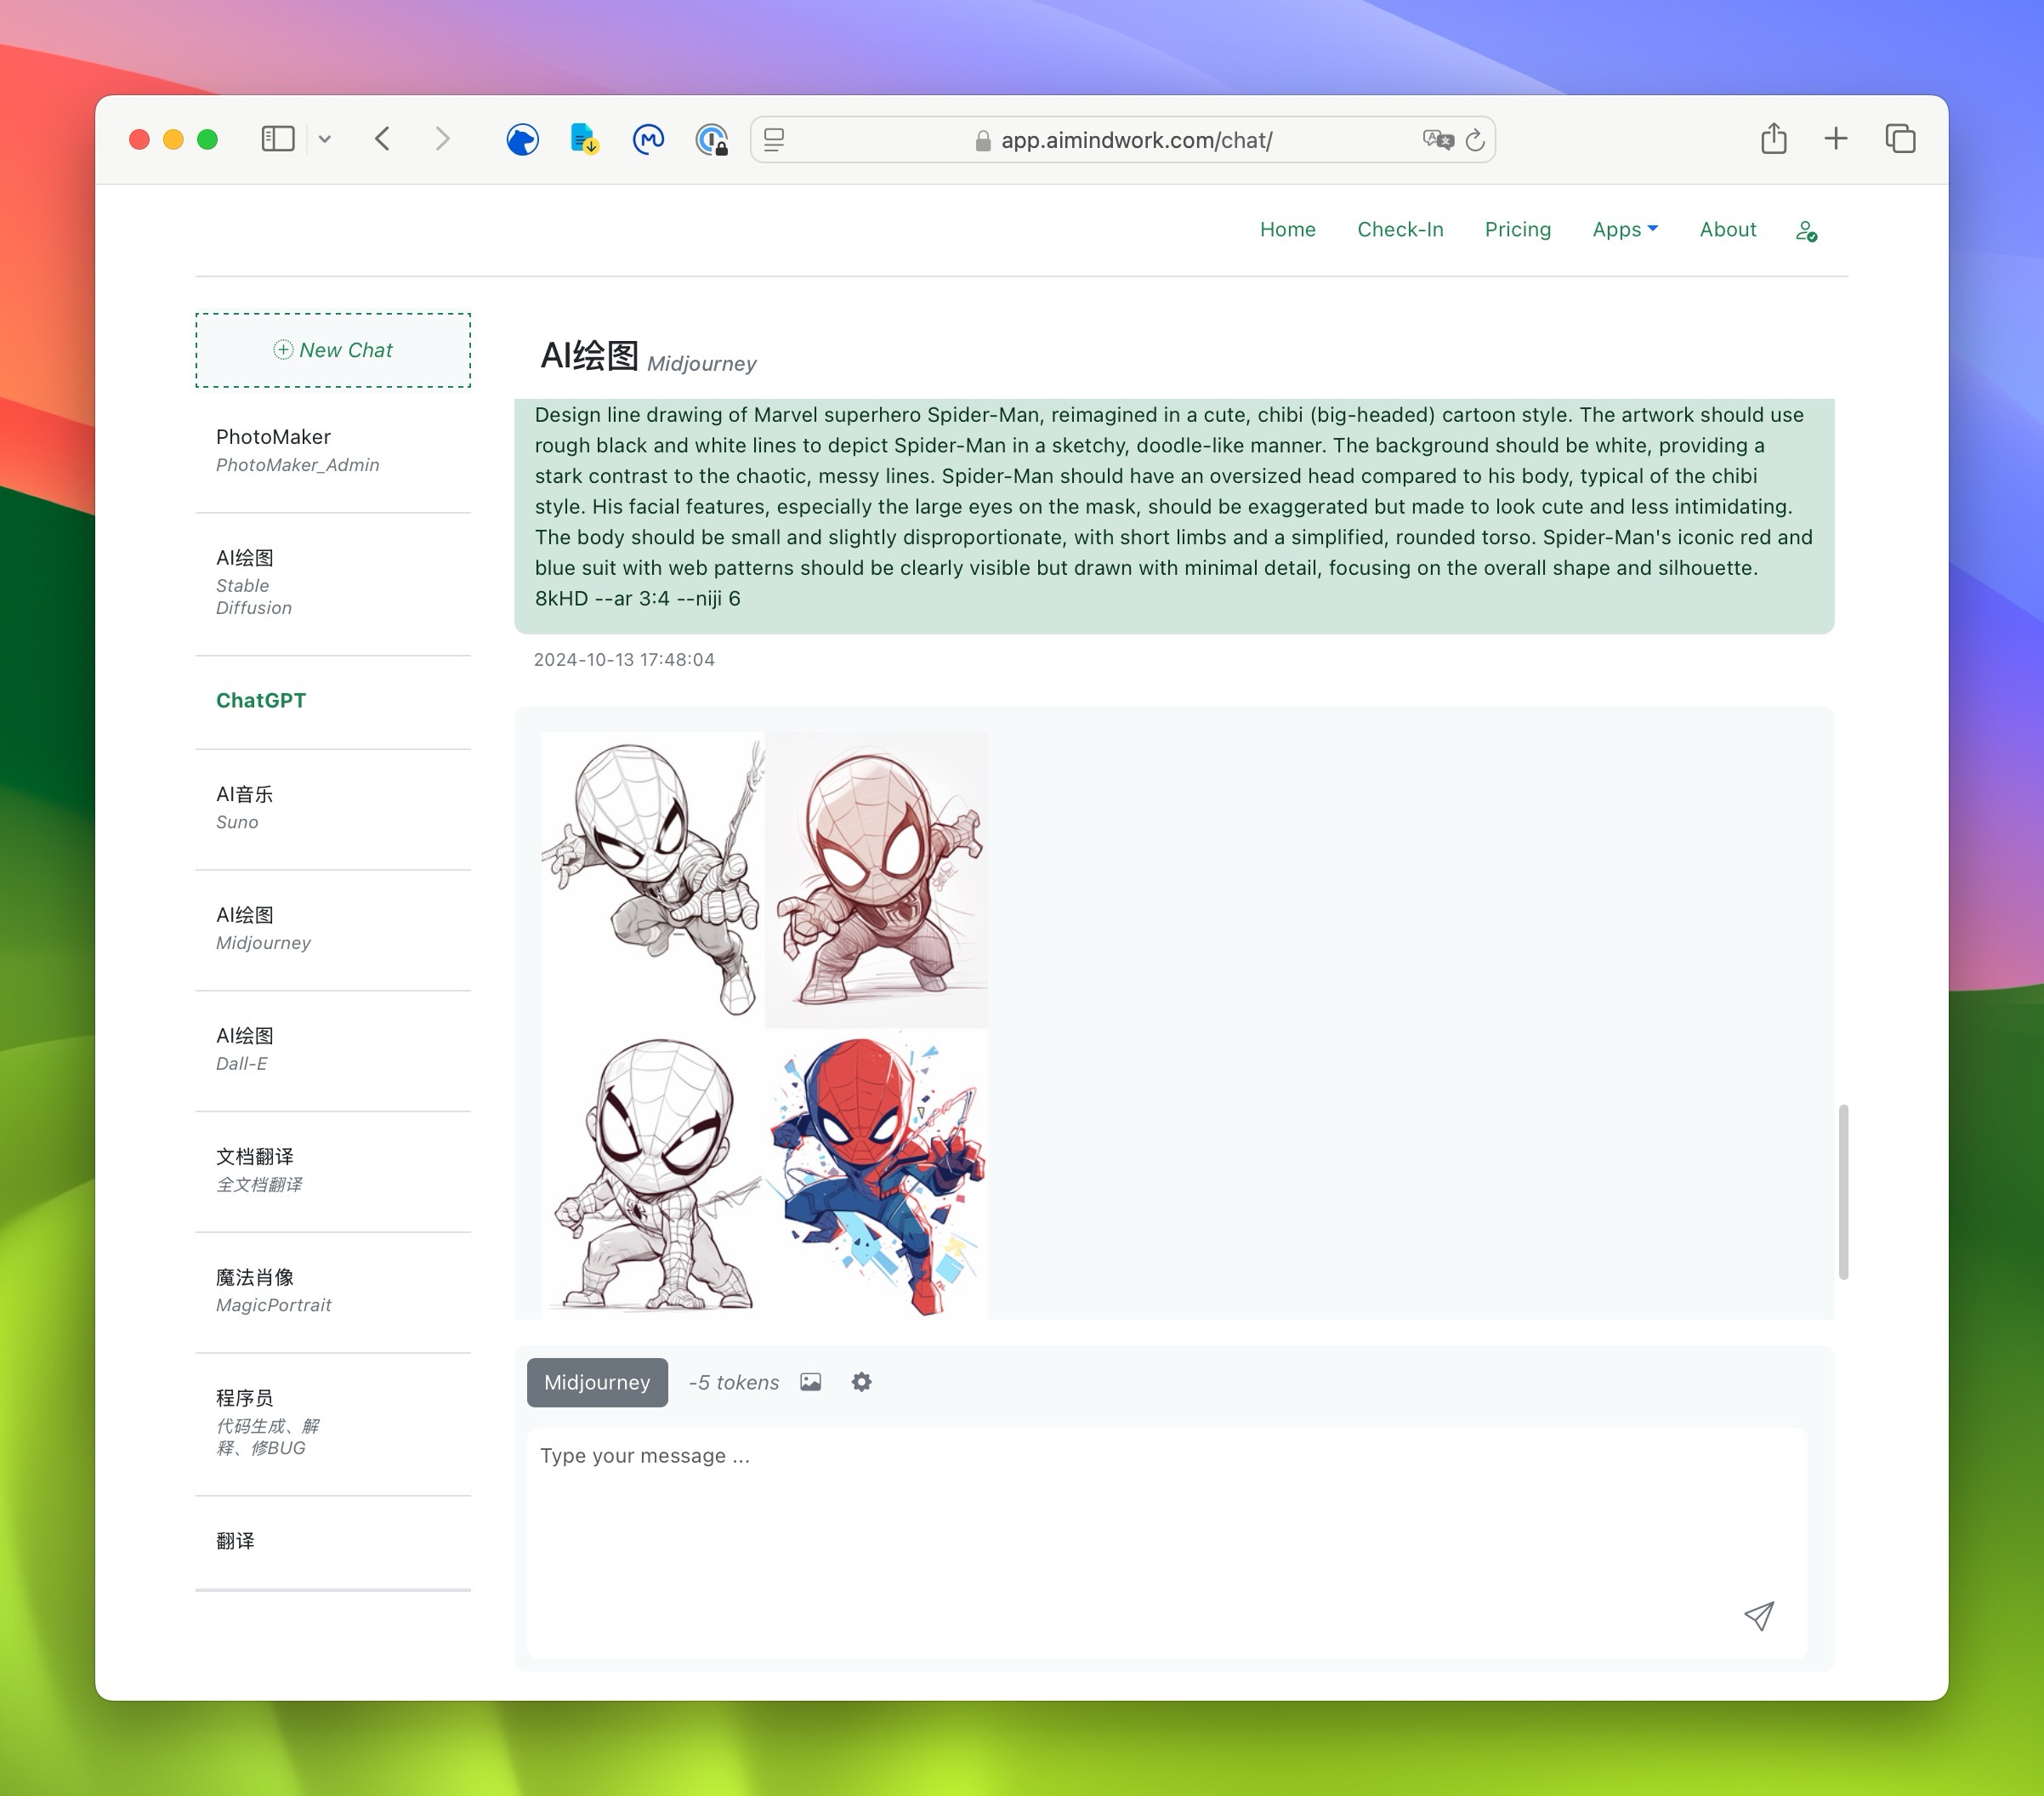 app.aimindwork.com/chat/
Home Check-In Pricing Apps About
New Chat
PhotoMaker
PhotoMaker_Admin
AI绘图
Stable
Diffusion
ChatGPT
AI音乐
Suno
AI绘图
Midjourney
AI绘图
Dall-E
文档翻译
全文档翻译
魔法肖像
MagicPortrait
程序员
代码生成、解
释、修BUG
翻译
AI绘图 Midjourney
Design line drawing of Marvel superhero Spider-Man, reimagined in a cute, chibi (big-headed) cartoon style. The artwork should use
rough black and white lines to depict Spider-Man in a sketchy, doodle-like manner. The background should be white, providing a
stark contrast to the chaotic, messy lines. Spider-Man should have an oversized head compared to his body, typical of the chibi
style. His facial features, especially the large eyes on the mask, should be exaggerated but made to look cute and less intimidating.
The body should be small and slightly disproportionate, with short limbs and a simplified, rounded torso. Spider-Man's iconic red and
blue suit with web patterns should be clearly visible but drawn with minimal detail, focusing on the overall shape and silhouette.
8kHD --ar 3:4 --niji 6
2024-10-13 17:48:04
Midjourney -5 tokens
Type your message ...